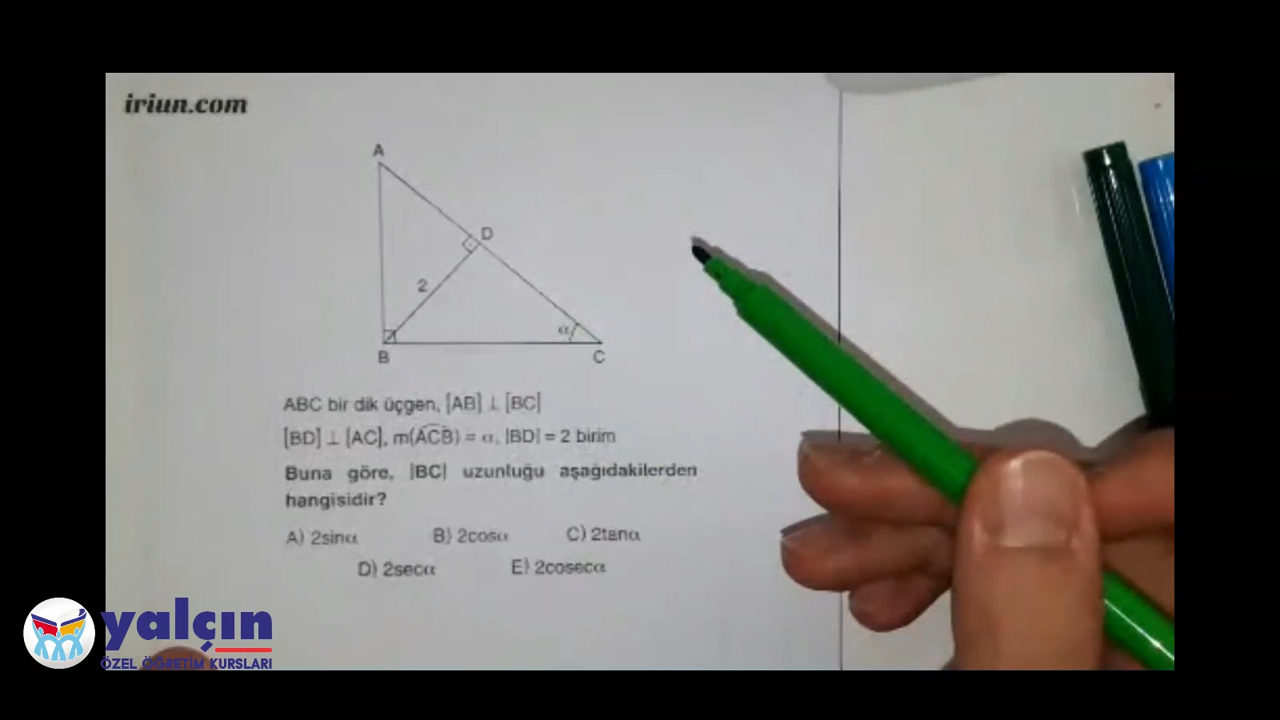 iriun.com
A
D
2
α
B
C
ABC bir dik üçgen, [AB] ⊥ [BC]
[BD] ⊥ [AC], m(ACB) = α, |BD| = 2 birim
Buna göre, |BC| uzunluğu aşağıdakilerden
hangisidir?
A) 2sinα B) 2cosα C) 2tanα
D) 2secα E) 2cosecα
yalçın
ÖZEL ÖĞRETİM KURSLARI